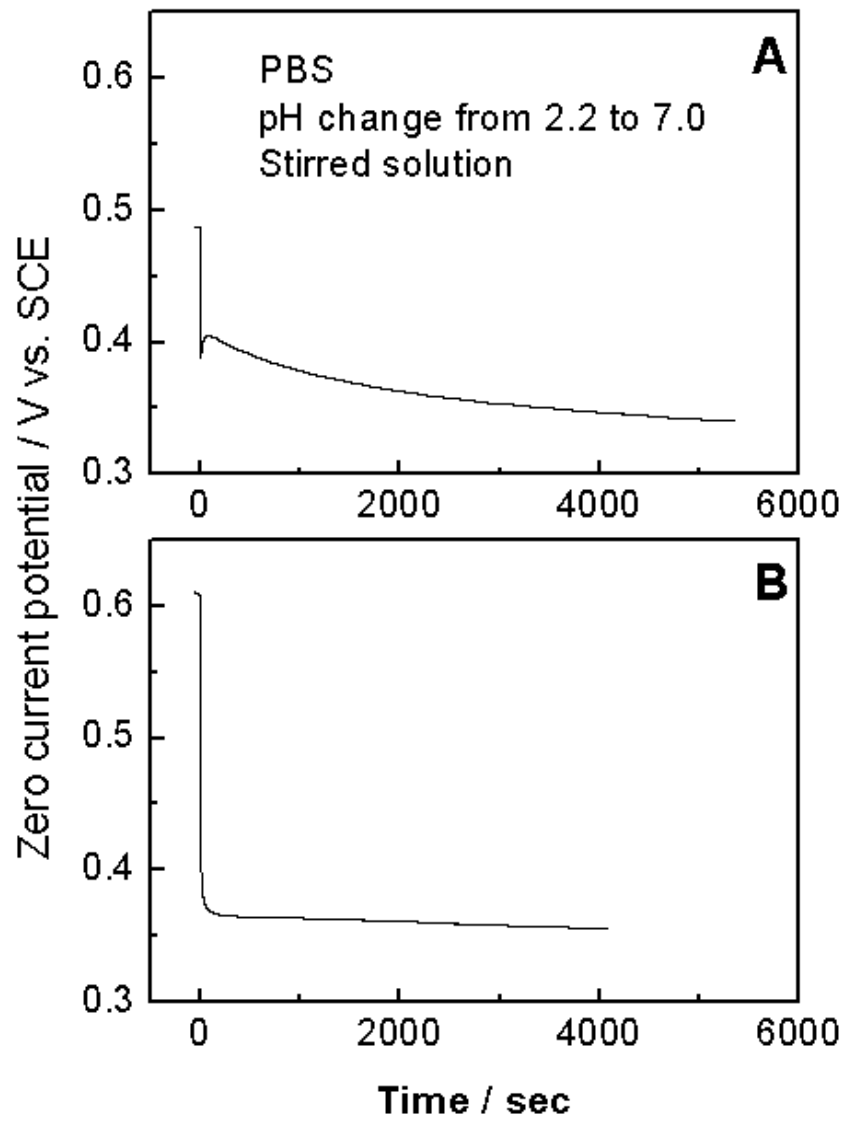 A
PBS
pH change from 2.2 to 7.0
Stirred solution
0.6
0.5
0.4
0.3
0 2000 4000 6000
B
0.6
0.5
0.4
0.3
0 2000 4000 6000
Zero current potential / V vs. SCE
Time / sec